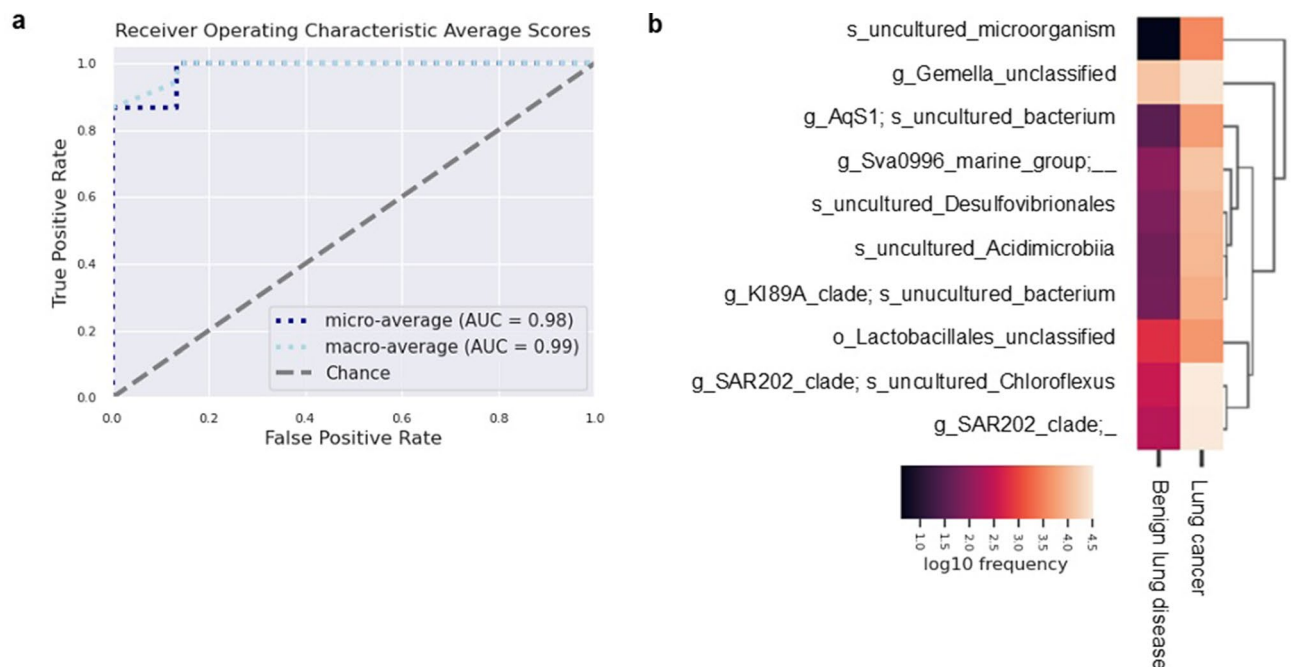 a
Receiver Operating Characteristic Average Scores
True Positive Rate
1.0
0.8
0.6
0.4
0.2
0.0
micro-average (AUC = 0.98)
macro-average (AUC = 0.99)
Chance
0.0 0.2 0.4 0.6 0.8 1.0
False Positive Rate
b
s_uncultured_microorganism
g_Gemella_unclassified
g_AqS1; s_uncultured_bacterium
g_Sva0996_marine_group;__
s_uncultured_Desulfovibrionales
s_uncultured_Acidimicrobiia
g_KI89A_clade; s_unucultured_bacterium
o_Lactobacillales_unclassified
g_SAR202_clade; s_uncultured_Chloroflexus
g_SAR202_clade;_
1.0 1.5 2.0 2.5 3.0 3.5 4.0 4.5
log10 frequency
Benign lung disease
Lung cancer